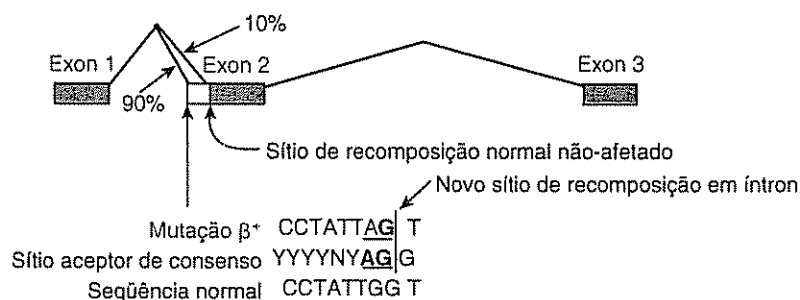 10%
Exon 1
Exon 2
Exon 3
90%
Sítio de recomposição normal não-afetado
Novo sítio de recomposição em íntron
Mutação β⁺ CCTATTAG T
Sítio aceptor de consenso YYYYNYAG G
Seqüência normal CCTATTGG T